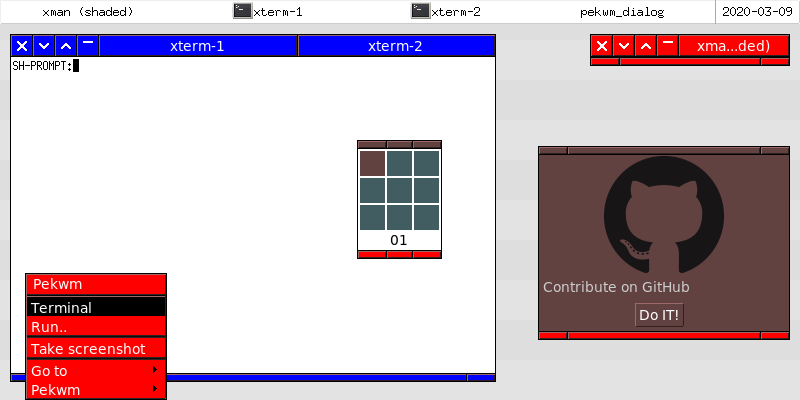 xman (shaded) xterm-1 xterm-2 pekwm_dialog 2020-03-09
xterm-1 xterm-2
xma...ded)
SH-PROMPT:
01
Pekwm
Terminal
Run..
Take screenshot
Go to
Pekwm
Contribute on GitHub
Do IT!